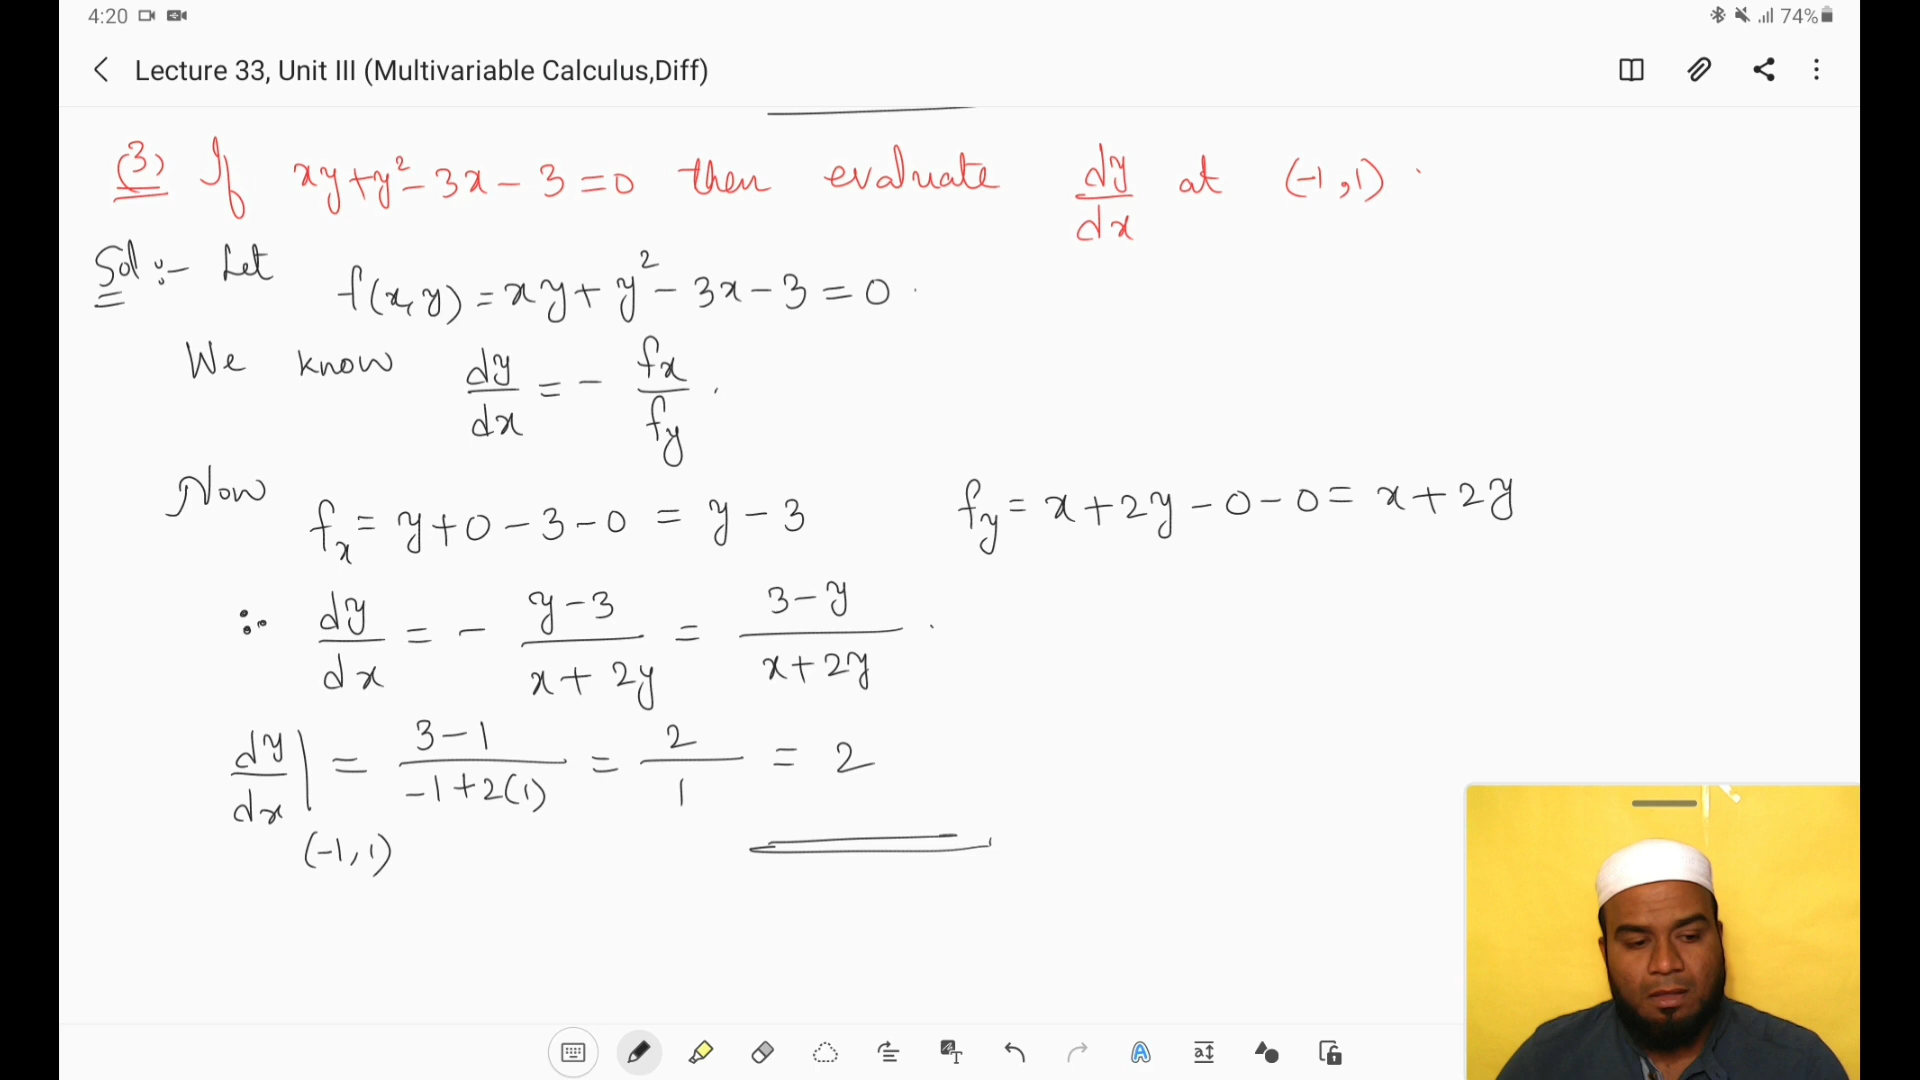 4:20 74%
Lecture 33, Unit III (Multivariable Calculus,Diff)
(3) If xy+y²-3x-3=0 then evaluate dy/dx at (-1,1).
Sol:- Let f(x,y)=xy+y²-3x-3=0.
We know dy/dx = - fx/fy.
Now fx = y+0-3-0 = y-3 fy = x+2y-0-0 = x+2y
∴ dy/dx = - (y-3)/(x+2y) = (3-y)/(x+2y).
dy/dx|(-1,1) = (3-1)/(-1+2(1)) = 2/1 = 2